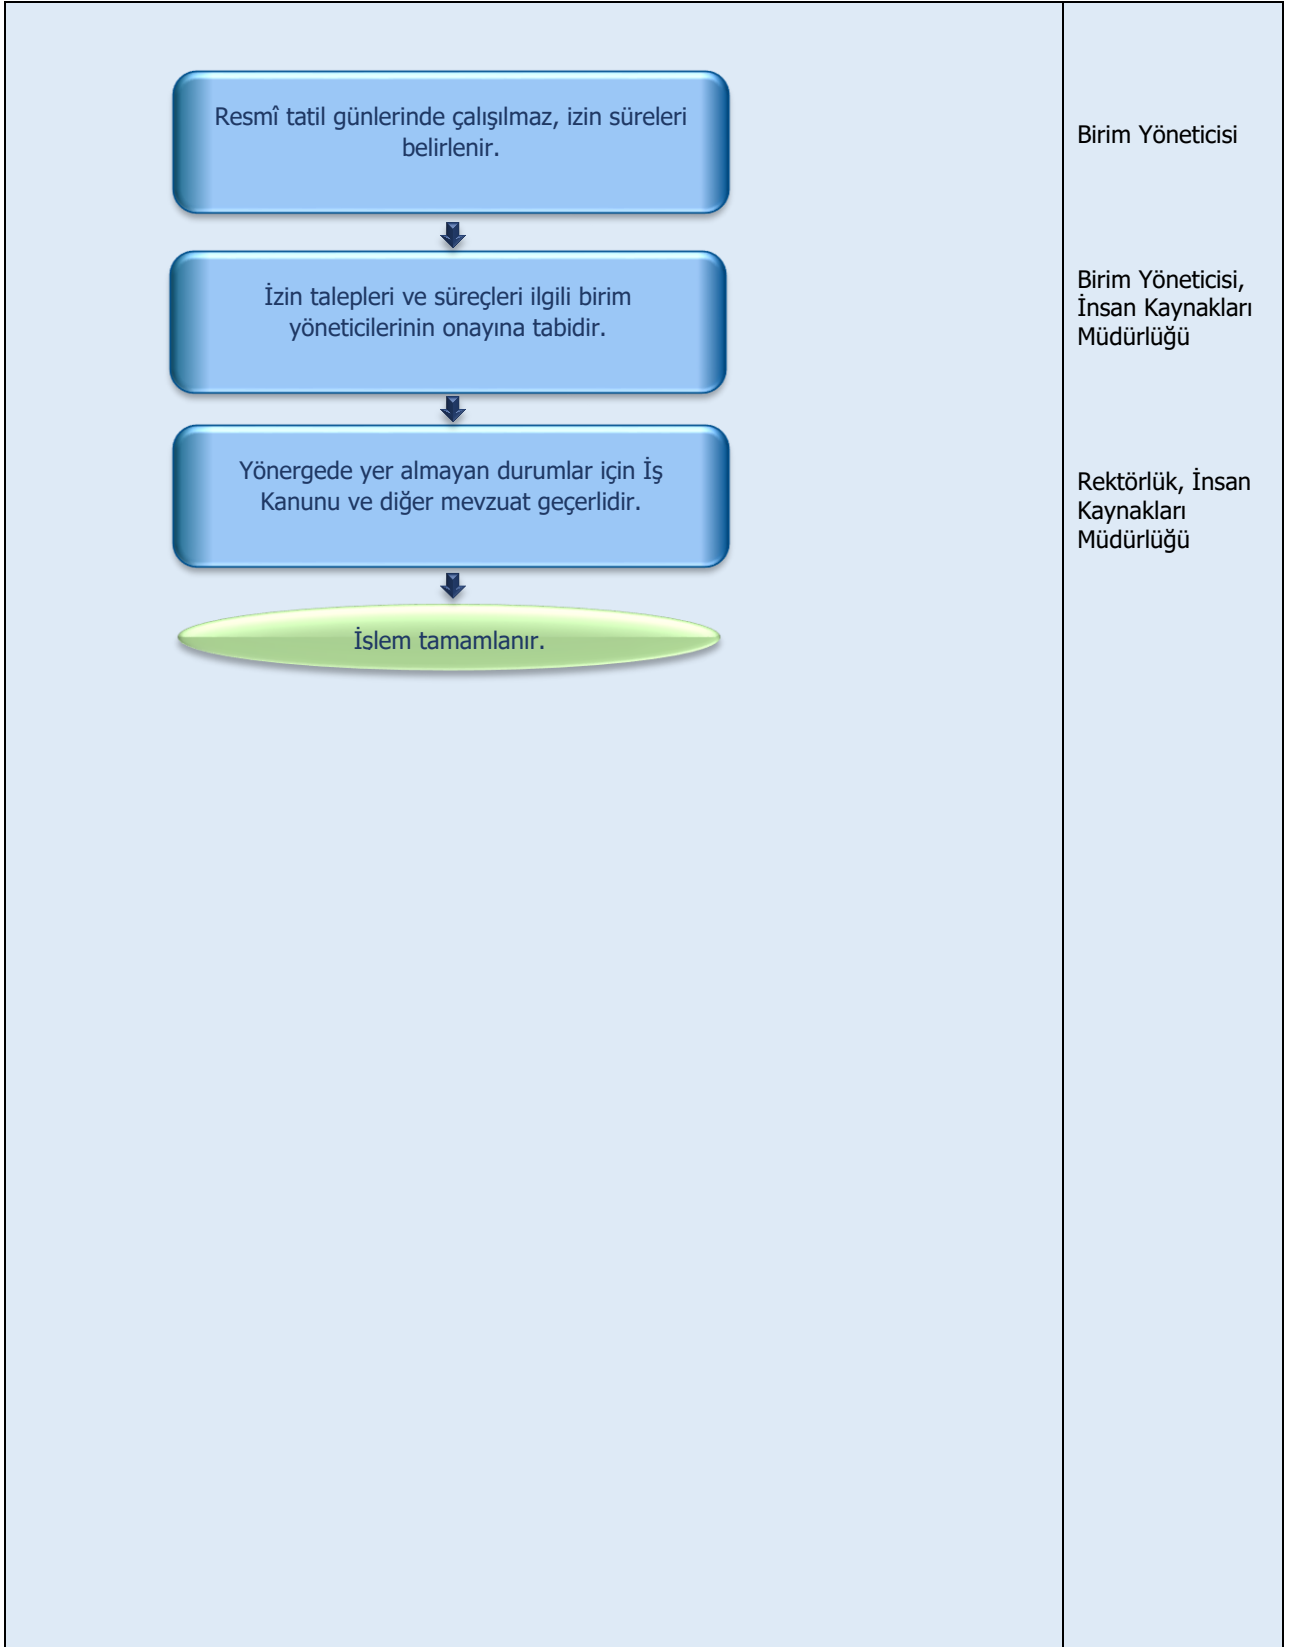 Resmî tatil günlerinde çalışılmaz, izin süreleri
belirlenir.
Birim Yöneticisi
İzin talepleri ve süreçleri ilgili birim
yöneticilerinin onayına tabidir.
Birim Yöneticisi,
İnsan Kaynakları
Müdürlüğü
Yönergede yer almayan durumlar için İş
Kanunu ve diğer mevzuat geçerlidir.
Rektörlük, İnsan
Kaynakları
Müdürlüğü
İşlem tamamlanır.